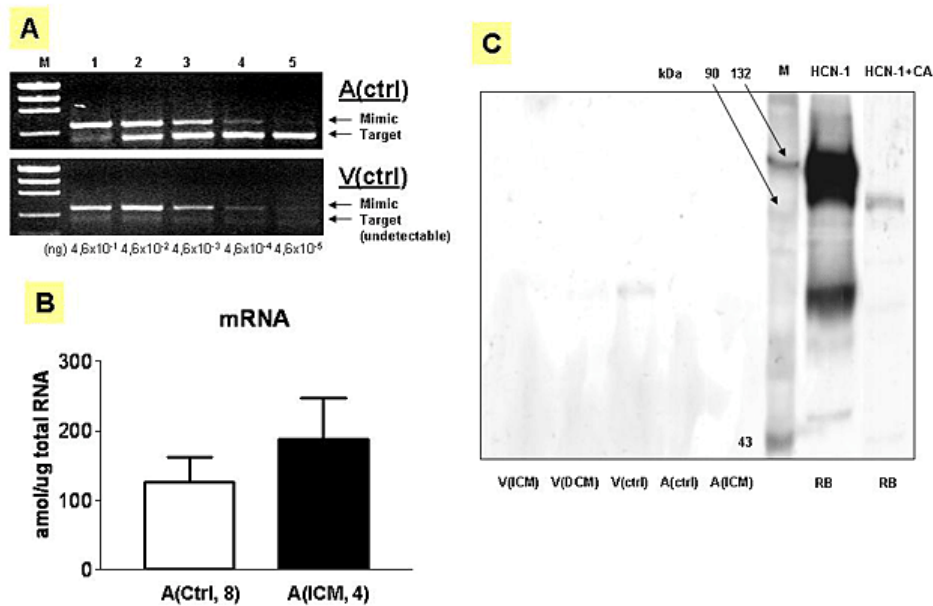 A
M 1 2 3 4 5
A(ctrl)
Mimic
Target
V(ctrl)
Mimic
Target
(undetectable)
(ng) 4,6x10-1 4,6x10-2 4,6x10-3 4,6x10-4 4,6x10-5
B
mRNA
amol/ug total RNA
300
200
100
0
A(Ctrl, 8) A(ICM, 4)
C
kDa 90 132 M HCN-1 HCN-1+CA
43
V(ICM) V(DCM) V(ctrl) A(ctrl) A(ICM) RB RB